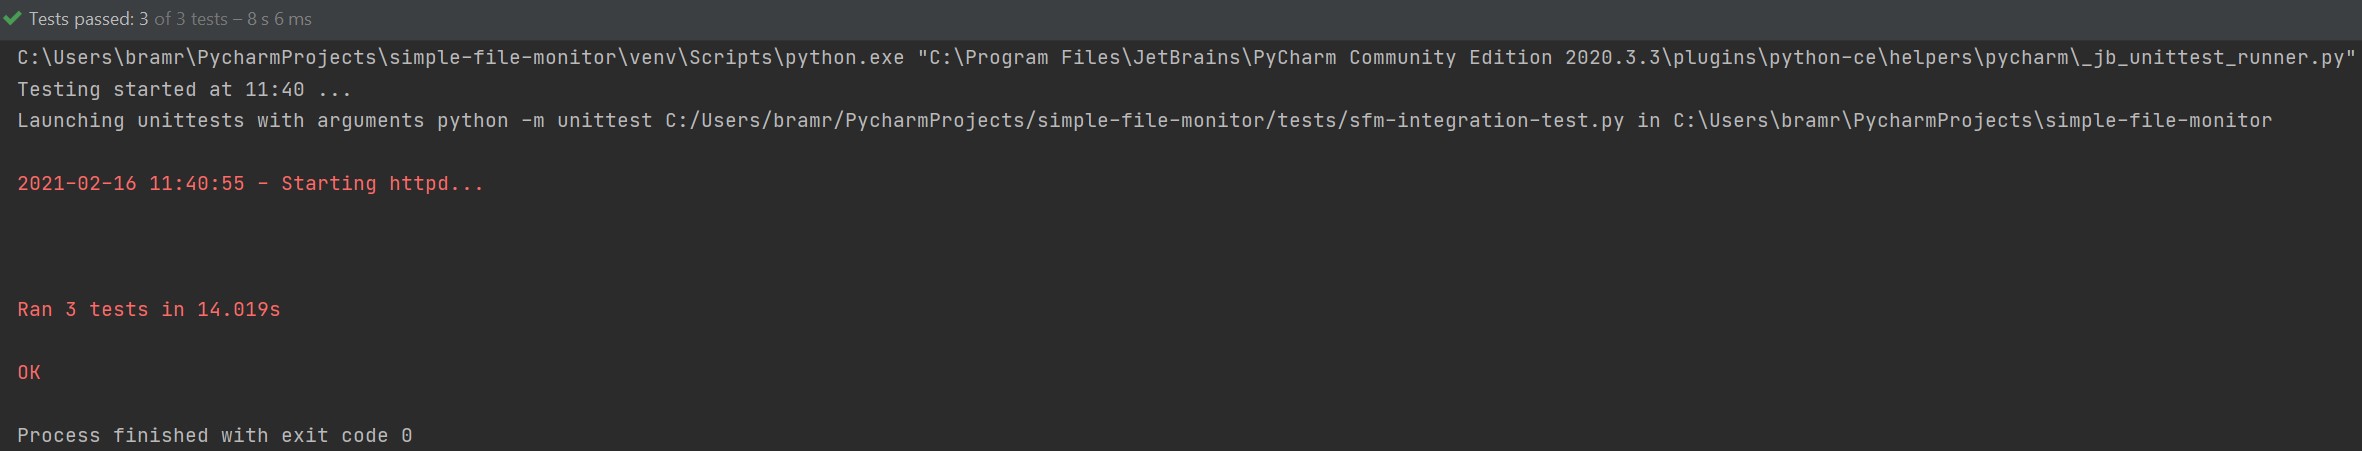 Tests passed: 3 of 3 tests – 8 s 6 ms
C:\Users\bramr\PycharmProjects\simple-file-monitor\venv\Scripts\python.exe "C:\Program Files\JetBrains\PyCharm Community Edition 2020.3.3\plugins\python-ce\helpers\pycharm\_jb_unittest_runner.py"
Testing started at 11:40 ...
Launching unittests with arguments python -m unittest C:/Users/bramr/PycharmProjects/simple-file-monitor/tests/sfm-integration-test.py in C:\Users\bramr\PycharmProjects\simple-file-monitor
2021-02-16 11:40:55 - Starting httpd...
Ran 3 tests in 14.019s
OK
Process finished with exit code 0